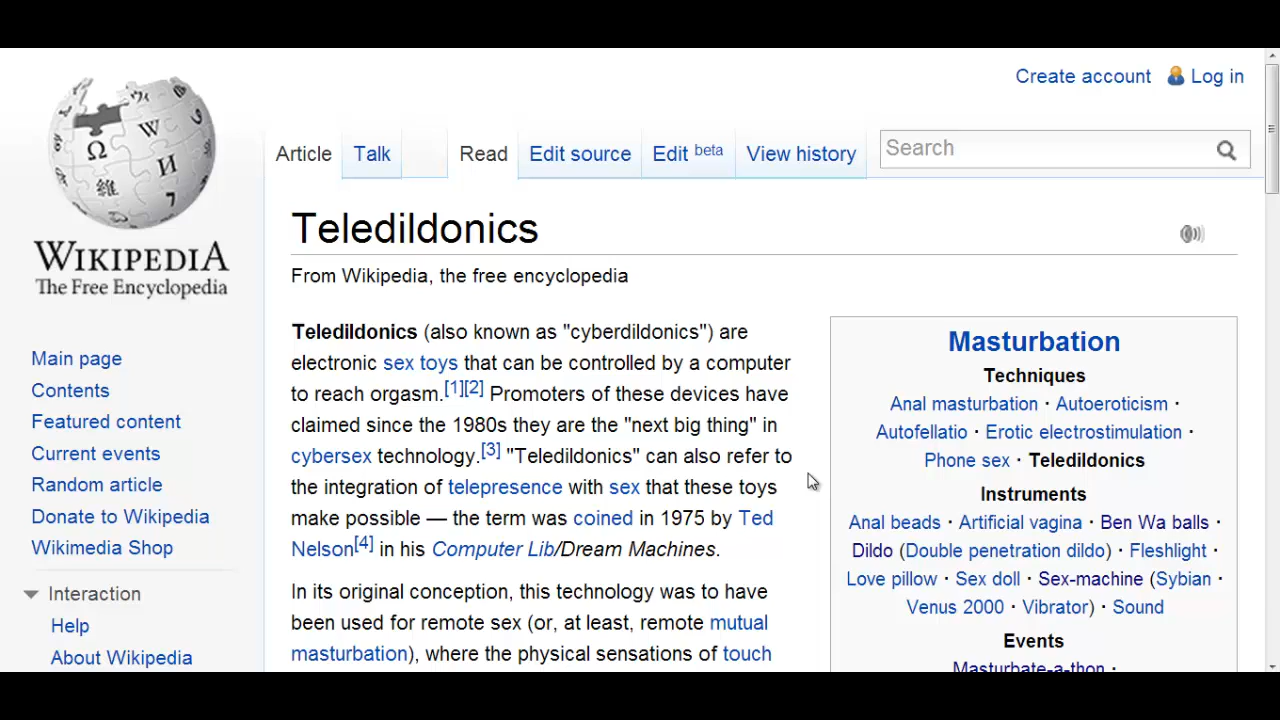 Create account Log in
Article Talk Read Edit source Edit beta View history Search
WIKIPEDIA
The Free Encyclopedia
Main page
Contents
Featured content
Current events
Random article
Donate to Wikipedia
Wikimedia Shop
Interaction
Help
About Wikipedia
Teledildonics
From Wikipedia, the free encyclopedia
Teledildonics (also known as "cyberdildonics") are
electronic sex toys that can be controlled by a computer
to reach orgasm.[1][2] Promoters of these devices have
claimed since the 1980s they are the "next big thing" in
cybersex technology.[3] "Teledildonics" can also refer to
the integration of telepresence with sex that these toys
make possible — the term was coined in 1975 by Ted
Nelson[4] in his Computer Lib/Dream Machines.
In its original conception, this technology was to have
been used for remote sex (or, at least, remote mutual
masturbation), where the physical sensations of touch
Masturbation
Techniques
Anal masturbation · Autoeroticism ·
Autofellatio · Erotic electrostimulation ·
Phone sex · Teledildonics
Instruments
Anal beads · Artificial vagina · Ben Wa balls ·
Dildo (Double penetration dildo) · Fleshlight ·
Love pillow · Sex doll · Sex-machine (Sybian ·
Venus 2000 · Vibrator) · Sound
Events
Masturbate-a-thon ·